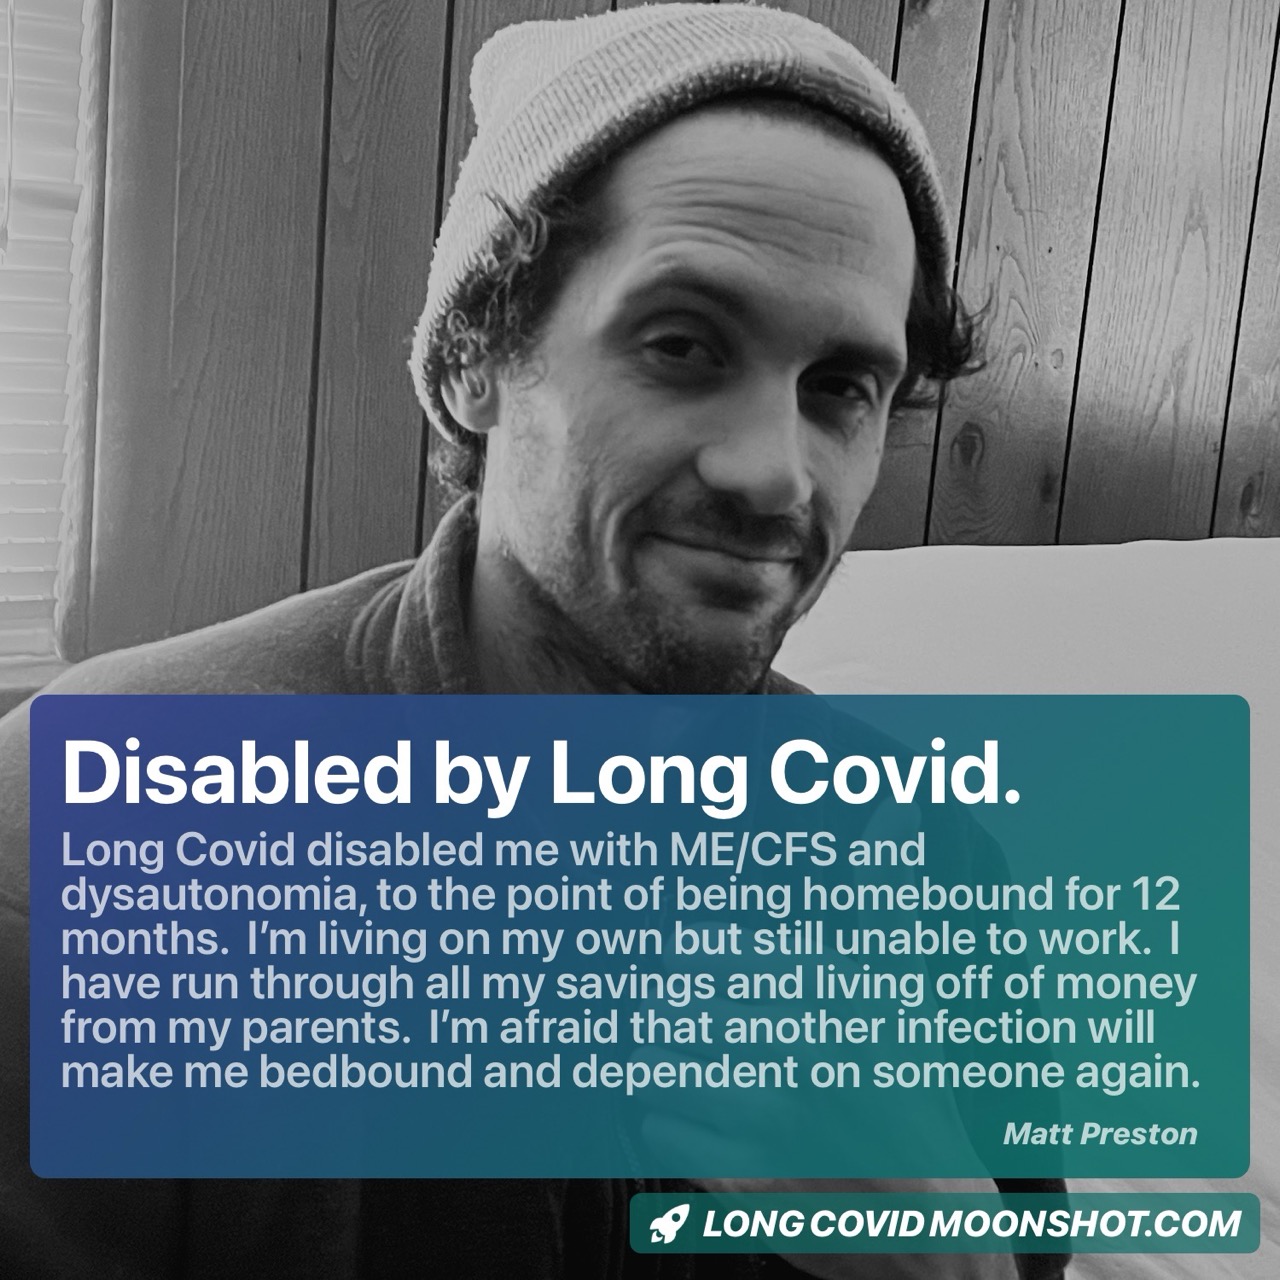 Disabled by Long Covid.
Long Covid disabled me with ME/CFS and
dysautonomia, to the point of being homebound for 12
months.  I’m living on my own but still unable to work.  I
have run through all my savings and living off of money
from my parents.  I’m afraid that another infection will
make me bedbound and dependent on someone again.
Matt Preston
LONG COVID MOONSHOT.COM